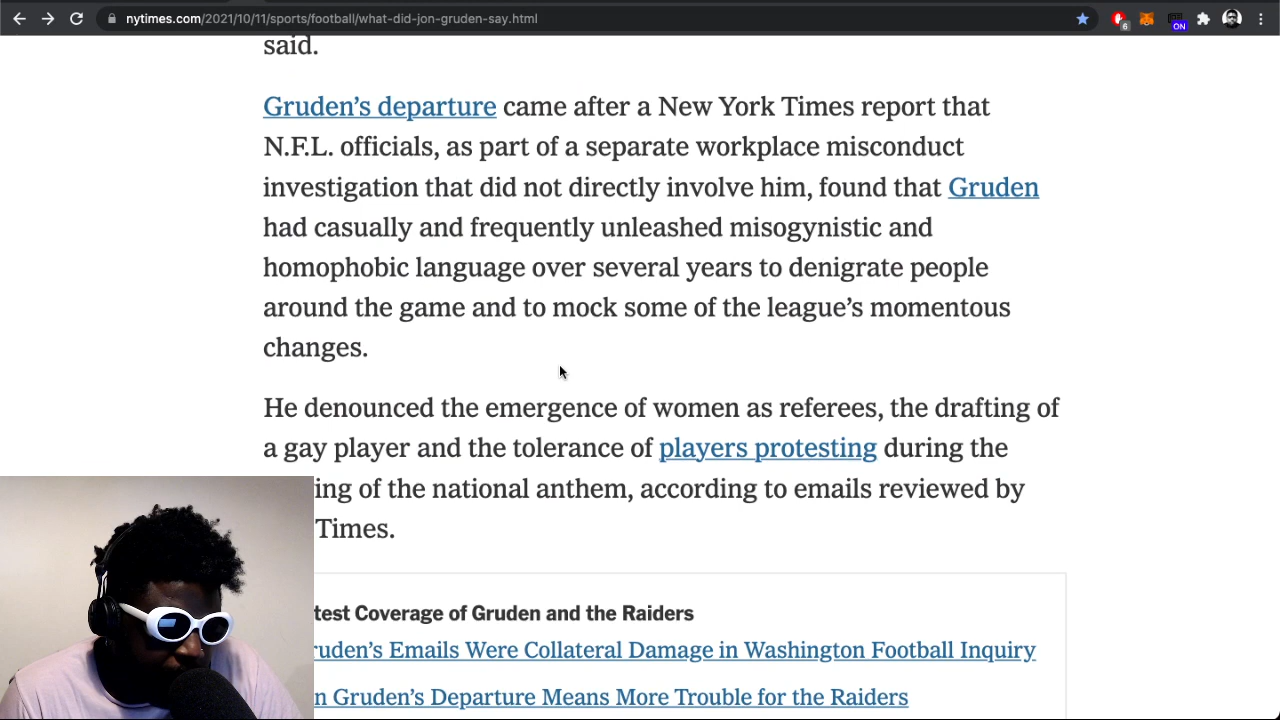 nytimes.com/2021/10/11/sports/football/what-did-jon-gruden-say.html
6
ON
said.
Gruden's departure came after a New York Times report that
N.F.L. officials, as part of a separate workplace misconduct
investigation that did not directly involve him, found that Gruden
had casually and frequently unleashed misogynistic and
homophobic language over several years to denigrate people
around the game and to mock some of the league's momentous
changes.
He denounced the emergence of women as referees, the drafting of
a gay player and the tolerance of players protesting during the
ing of the national anthem, according to emails reviewed by
Times.
test Coverage of Gruden and the Raiders
ruden's Emails Were Collateral Damage in Washington Football Inquiry
n Gruden's Departure Means More Trouble for the Raiders